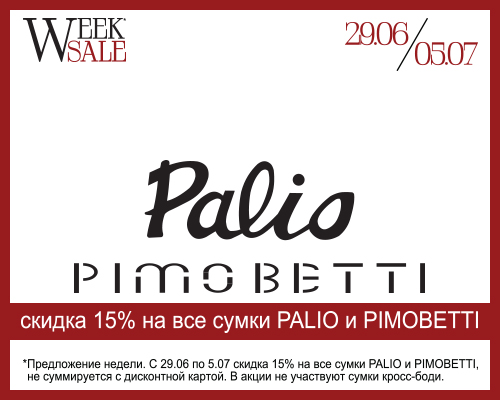 WEEK
SALE
29.06/05.07
Palio
PIMOBETTI
скидка 15% на все сумки PALIO и PIMOBETTI
*Предложение недели. С 29.06 по 5.07 скидка 15% на все сумки PALIO и PIMOBETTI,
не суммируется с дисконтной картой. В акции не участвуют сумки кросс-боди.